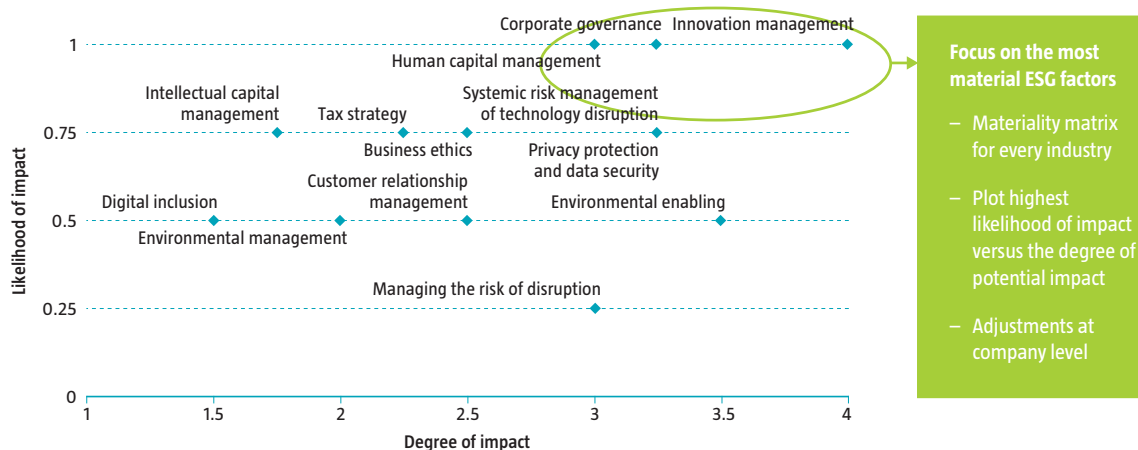 Corporate governance
Innovation management
1
Human capital management
Intellectual capital
management
Tax strategy
Systemic risk management
of technology disruption
0.75
Business ethics
Privacy protection
and data security
Digital inclusion
Customer relationship
management
Environmental enabling
0.5
Environmental management
Managing the risk of disruption
0.25
0
1
1.5
2
2.5
3
3.5
4
Likelihood of impact
Degree of impact
Focus on the most
material ESG factors
– Materiality matrix
for every industry
– Plot highest
likelihood of impact
versus the degree of
potential impact
– Adjustments at
company level